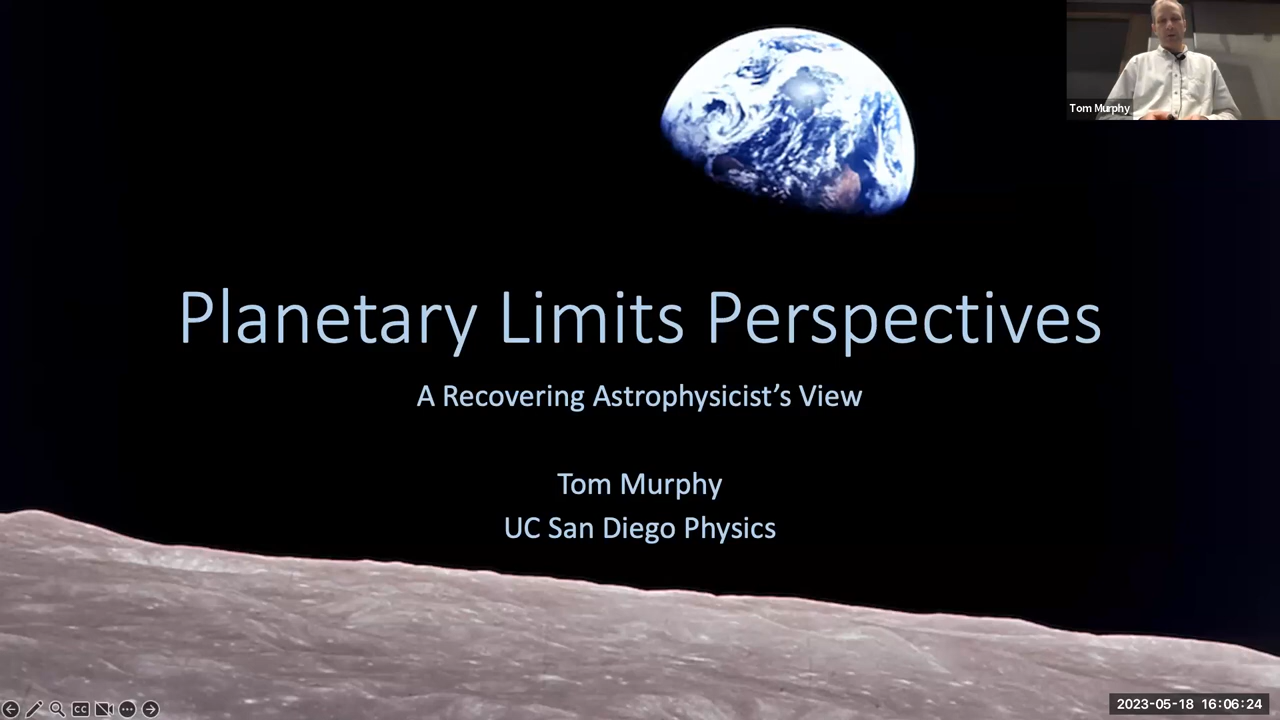 Tom Murphy
Planetary Limits Perspectives
A Recovering Astrophysicist's View
Tom Murphy
UC San Diego Physics
CC
2023-05-18 16:06:24